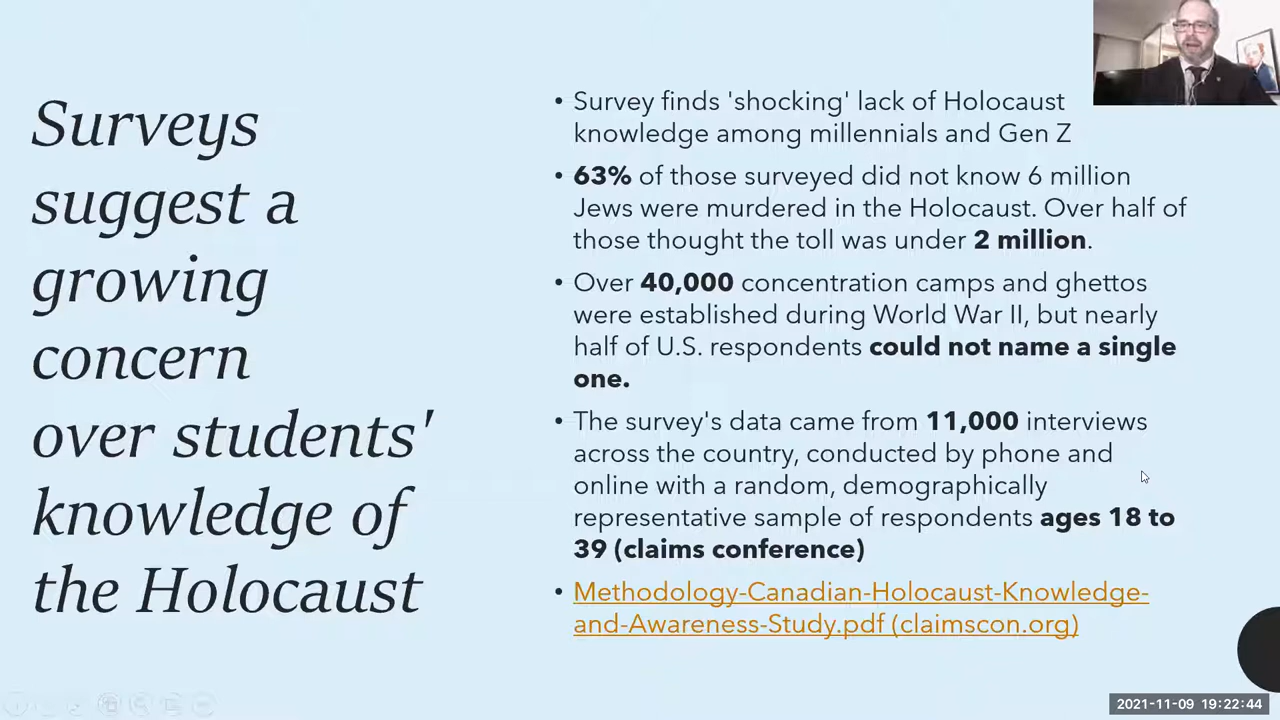 Surveys
suggest a
growing
concern
over students'
knowledge of
the Holocaust
• Survey finds 'shocking' lack of Holocaust
knowledge among millennials and Gen Z
• 63% of those surveyed did not know 6 million
Jews were murdered in the Holocaust. Over half of
those thought the toll was under 2 million.
• Over 40,000 concentration camps and ghettos
were established during World War II, but nearly
half of U.S. respondents could not name a single
one.
• The survey's data came from 11,000 interviews
across the country, conducted by phone and
online with a random, demographically
representative sample of respondents ages 18 to
39 (claims conference)
• Methodology-Canadian-Holocaust-Knowledge-
and-Awareness-Study.pdf (claimscon.org)
2021-11-09 19:22:44